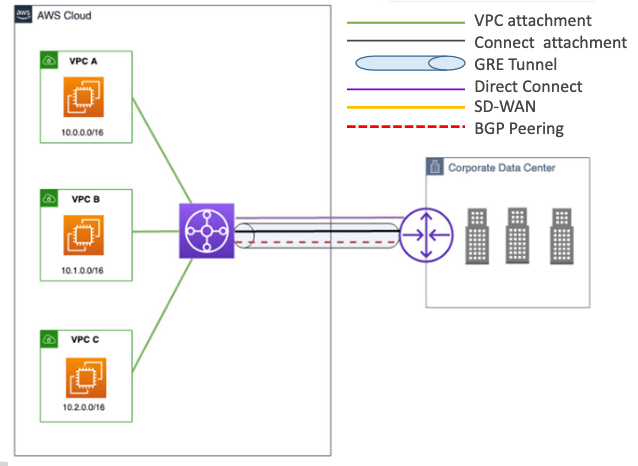 aws
AWS Cloud
VPC A
10.0.0.0/16
VPC B
10.1.0.0/16
VPC C
10.2.0.0/16
VPC attachment
Connect attachment
GRE Tunnel
Direct Connect
SD-WAN
BGP Peering
Corporate Data Center